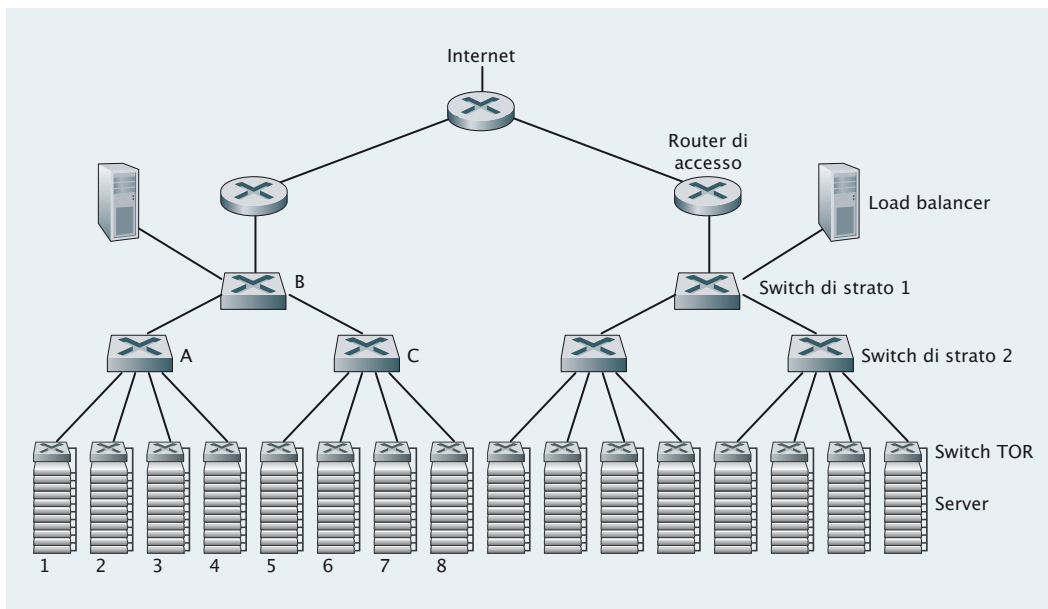 Internet
Router di
accesso
Load balancer
B
Switch di strato 1
A
C
Switch di strato 2
Switch TOR
Server
1 2 3 4 5 6 7 8